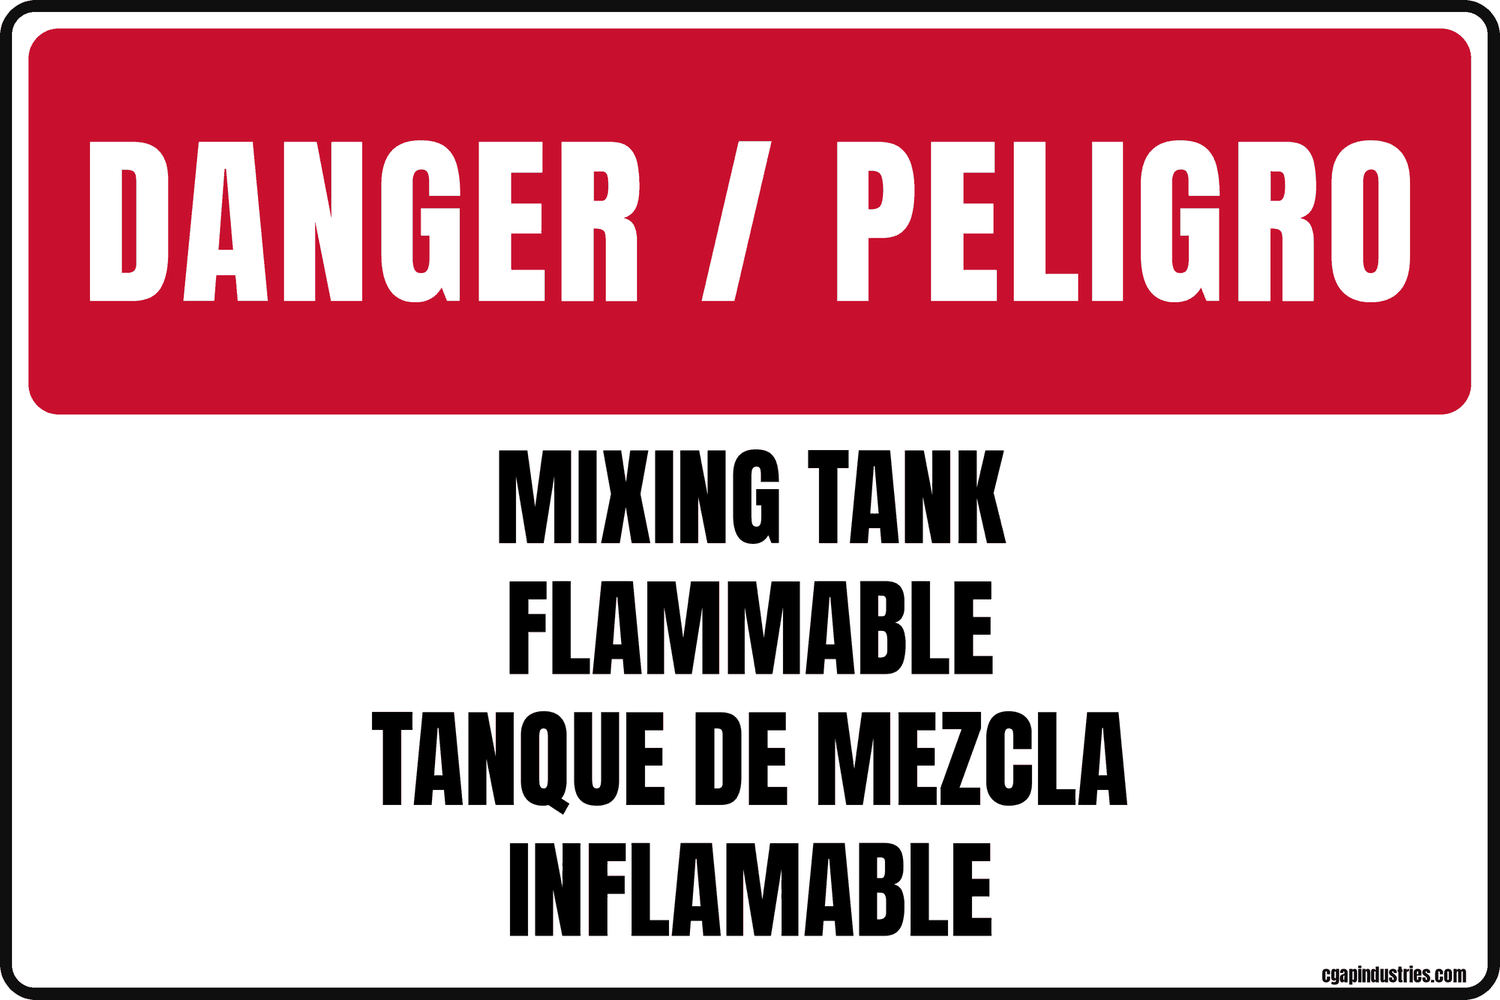 DANGER / PELIGRO
MIXING TANK
FLAMMABLE
TANQUE DE MEZCLA
INFLAMABLE
cgapindustries.com